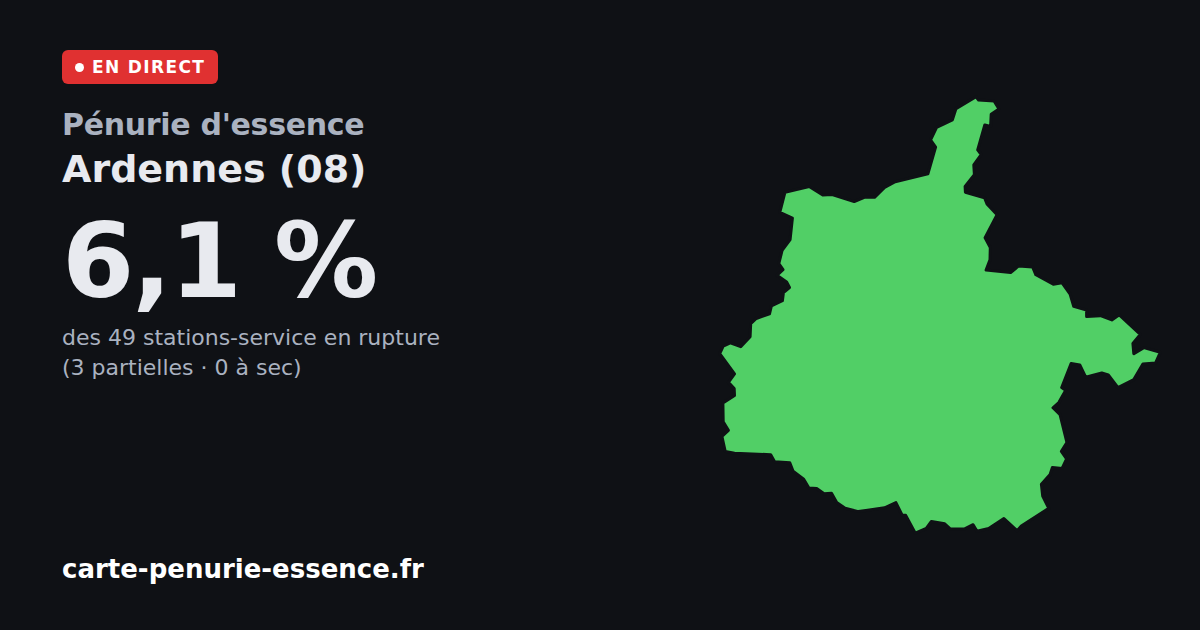 EN DIRECT
Pénurie d'essence
Ardennes (08)
6,1 %
des 49 stations-service en rupture
(3 partielles · 0 à sec)
carte-penurie-essence.fr